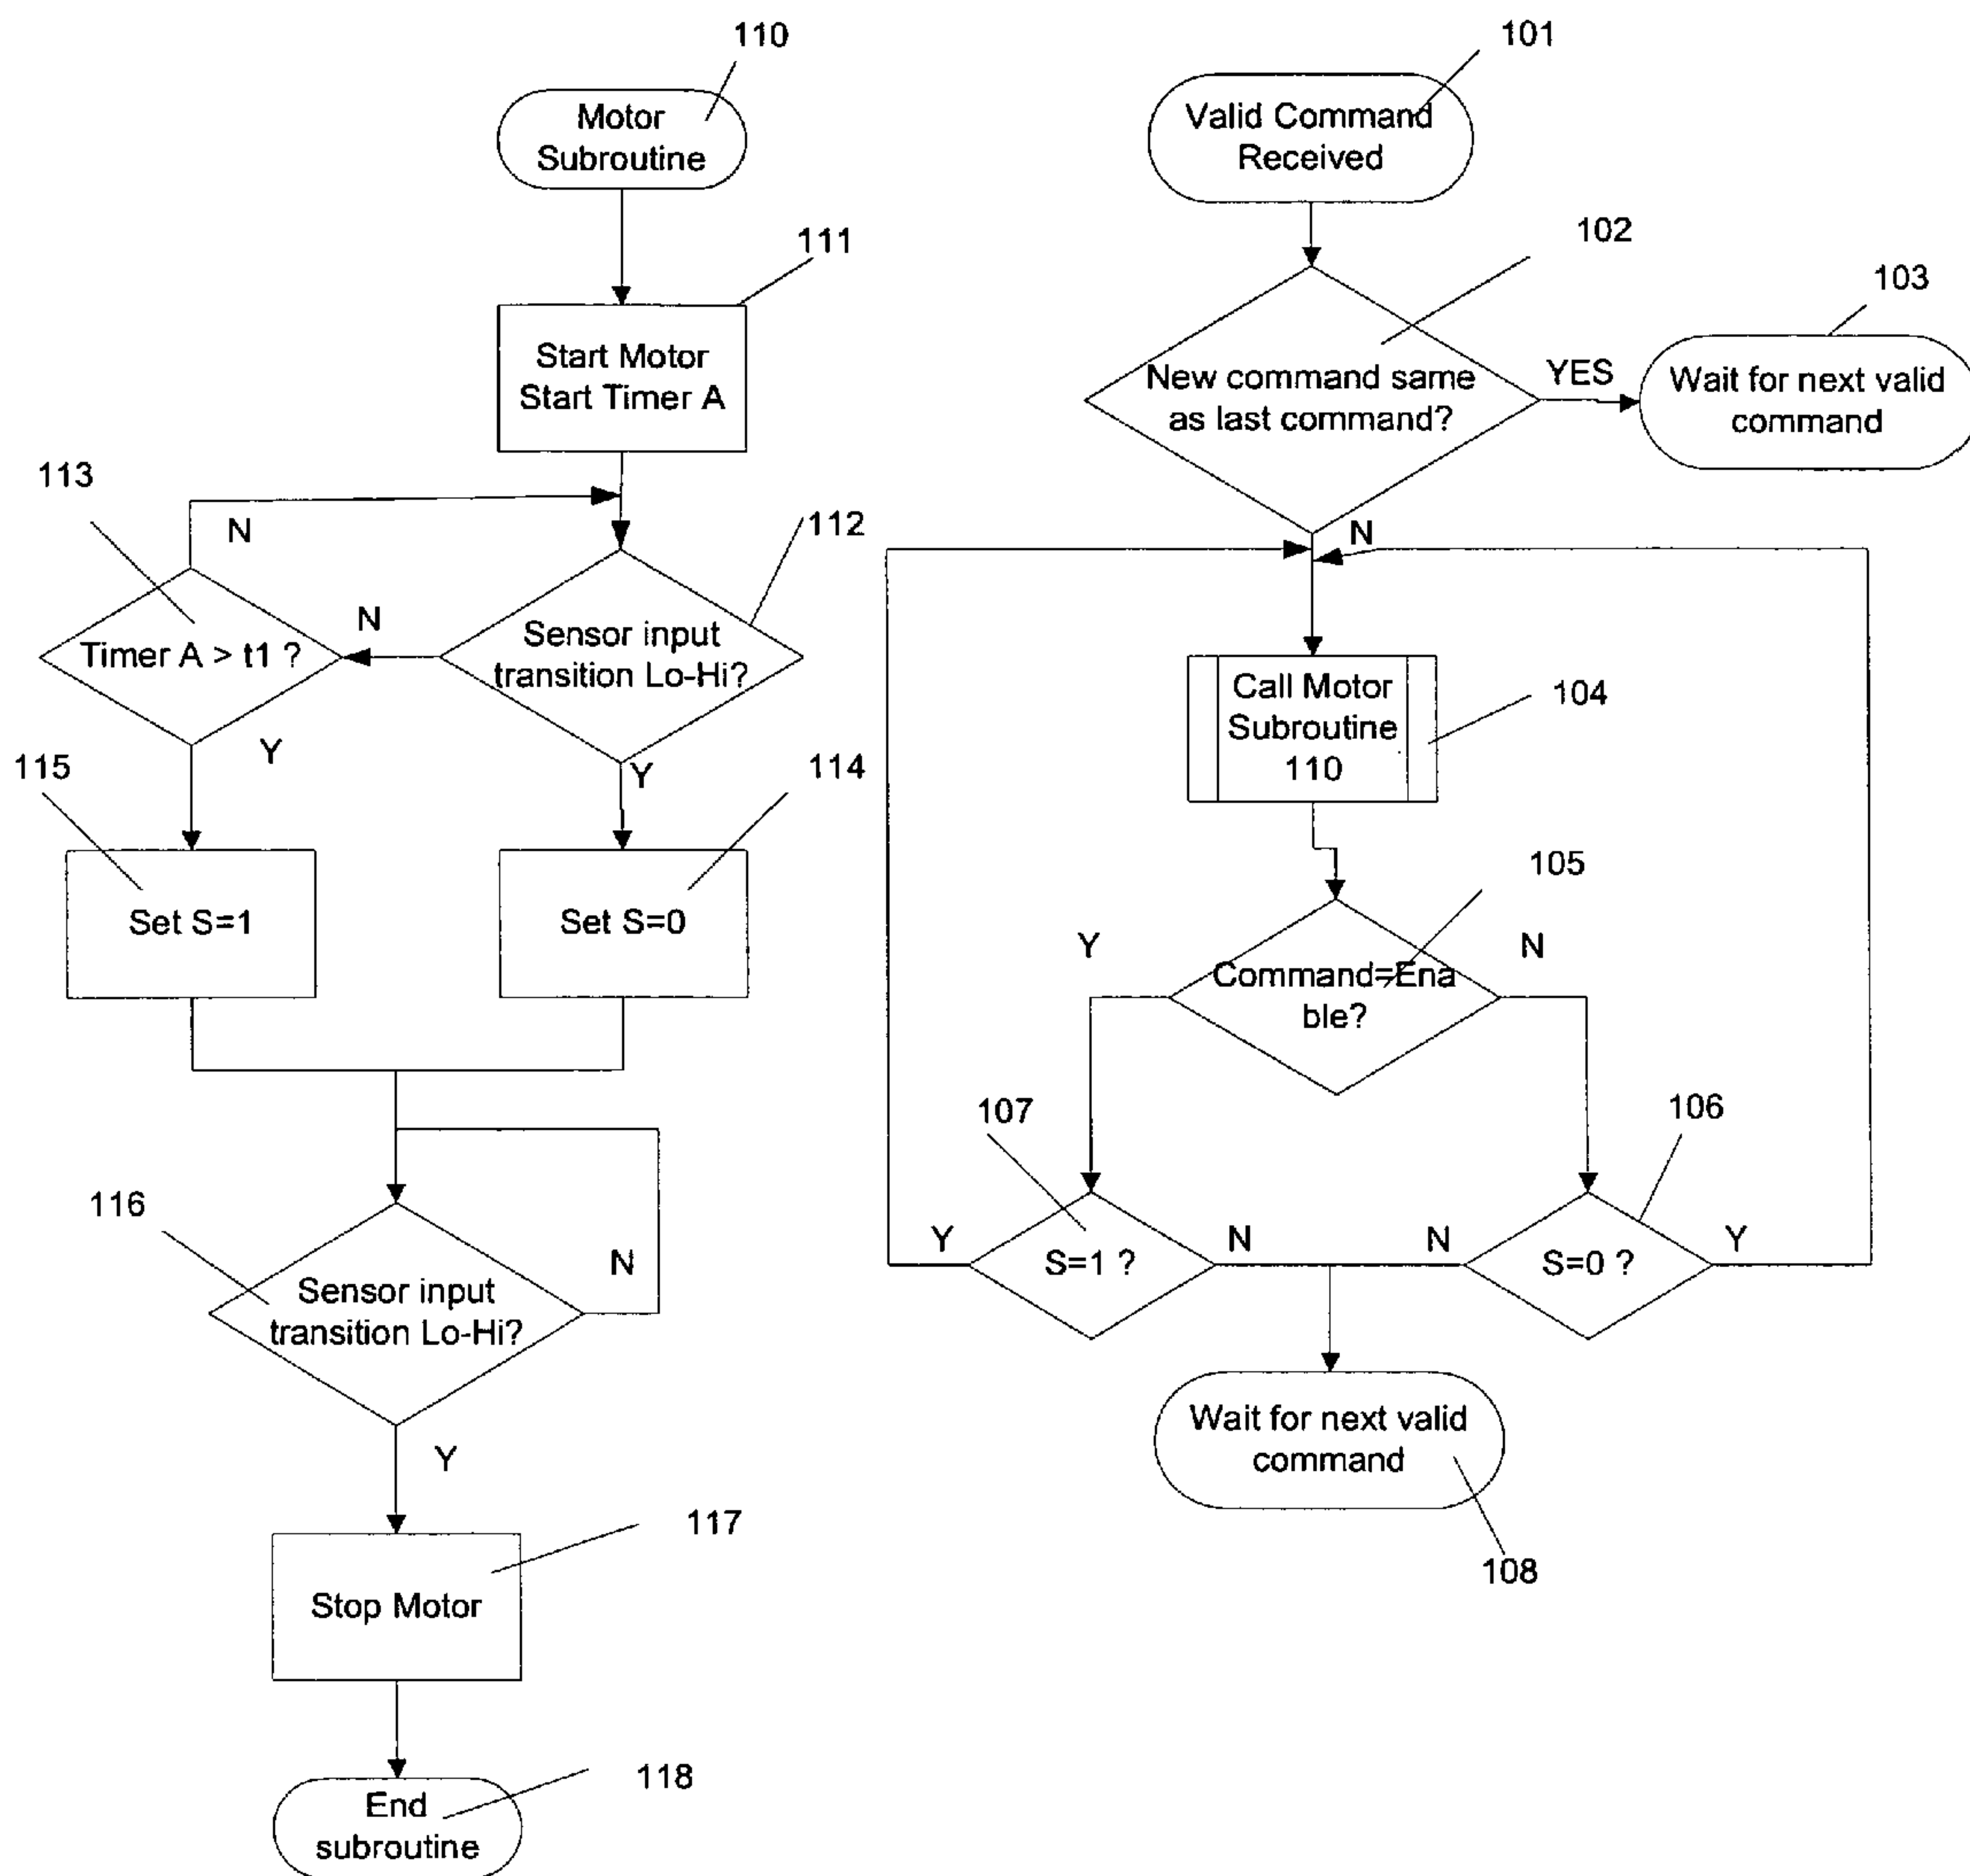 110
Motor
Subroutine
111
Start Motor
Start Timer A
113
N
112
Timer A > t1 ?
N
Sensor input
transition Lo-Hi?
Y
Y
115
114
Set S=1
Set S=0
116
Sensor input
transition Lo-Hi?
N
Y
117
Stop Motor
118
End
subroutine
101
Valid Command
Received
102
103
New command same
as last command?
YES
Wait for next valid
command
N
Call Motor
Subroutine
110
104
105
Y
N
Command=Ena
ble?
107
106
Y
S=1 ?
N
N
S=0 ?
Y
Wait for next valid
command
108